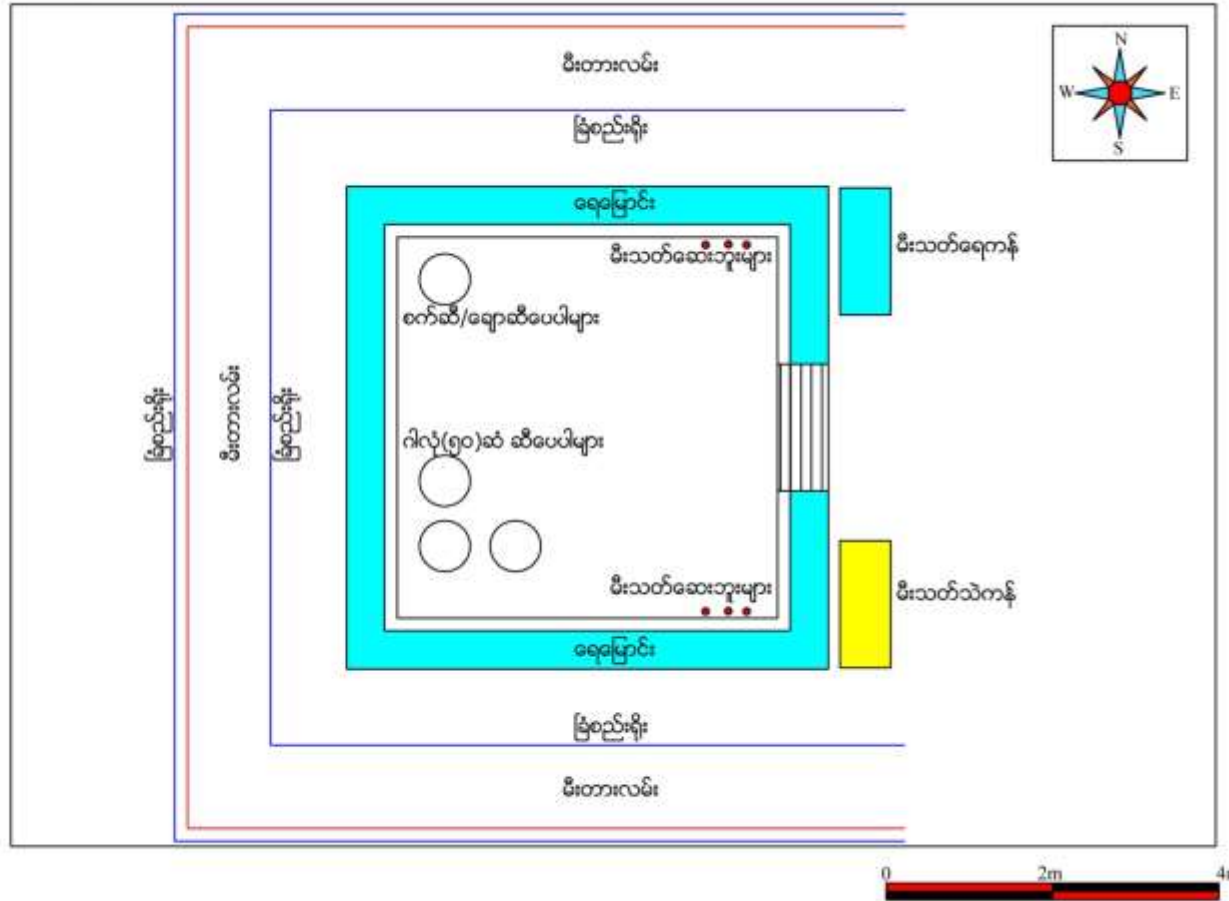 မီးတားလမ်း
N
W
E
S
ခြံစည်းရိုး
ရေမြောင်း
မီးသတ်ဆေးဘူးများ
မီးသတ်ရေကန်
စက်ဆီ/ချောဆီပေပါများ
ခြံစည်းရိုး
မီးတားလမ်း
ခြံစည်းရိုး
ဂါလုံ(၅၀)ဆံ ဆီပေပါများ
မီးသတ်ဆေးဘူးများ
မီးသတ်သဲကန်
ရေမြောင်း
ခြံစည်းရိုး
မီးတားလမ်း
0
2m